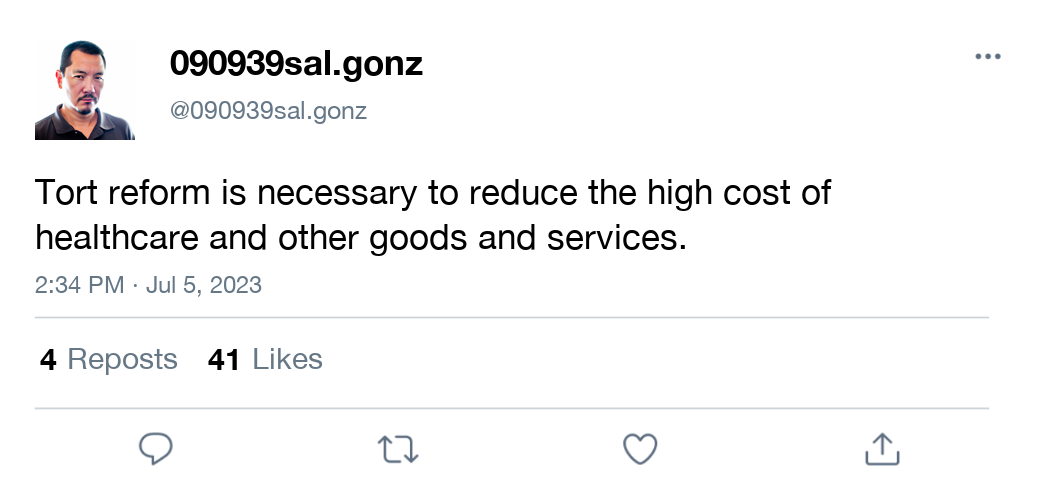 090939sal.gonz
@090939sal.gonz
Tort reform is necessary to reduce the high cost of
healthcare and other goods and services.
2:34 PM · Jul 5, 2023
4 Reposts 41 Likes